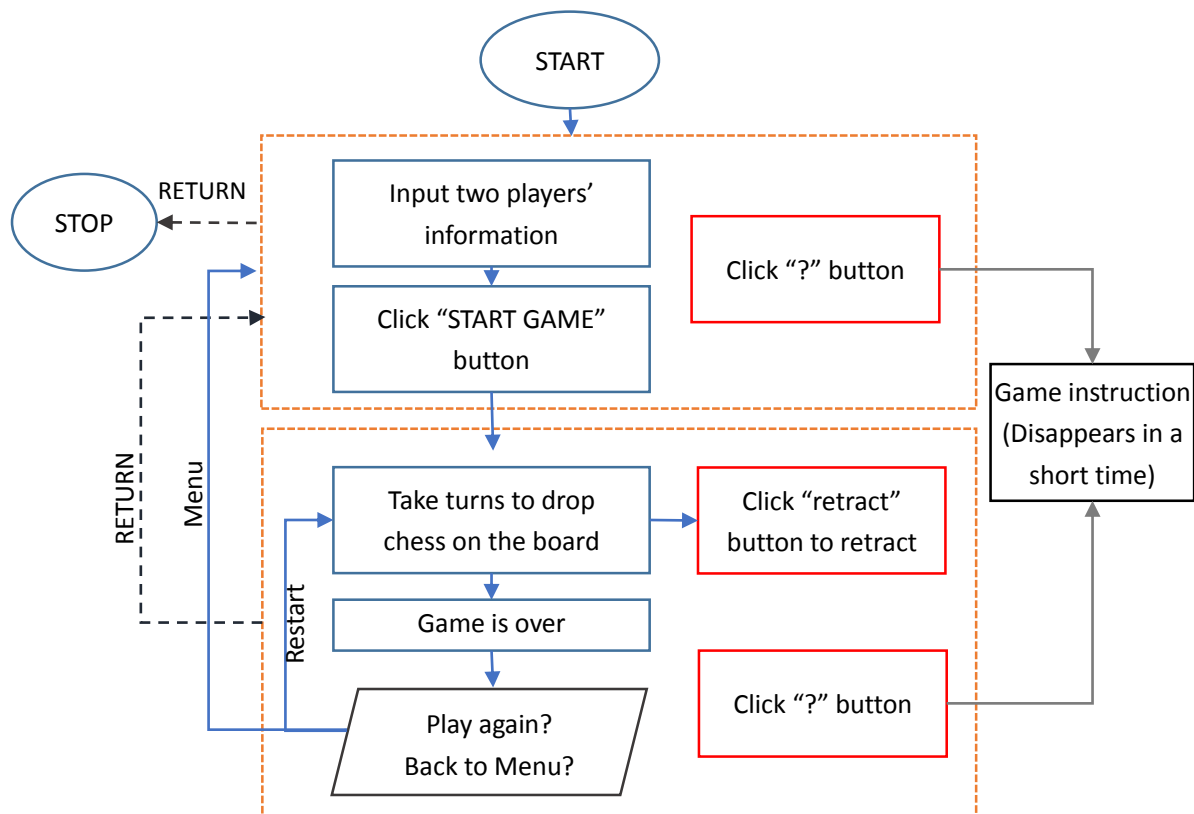 START
RETURN
STOP
Input two players’
information
Click “?” button
Click “START GAME”
button
Game instruction
(Disappears in a
short time)
RETURN
Menu
Take turns to drop
chess on the board
Click “retract”
button to retract
Restart
Game is over
Click “?” button
Play again?
Back to Menu?